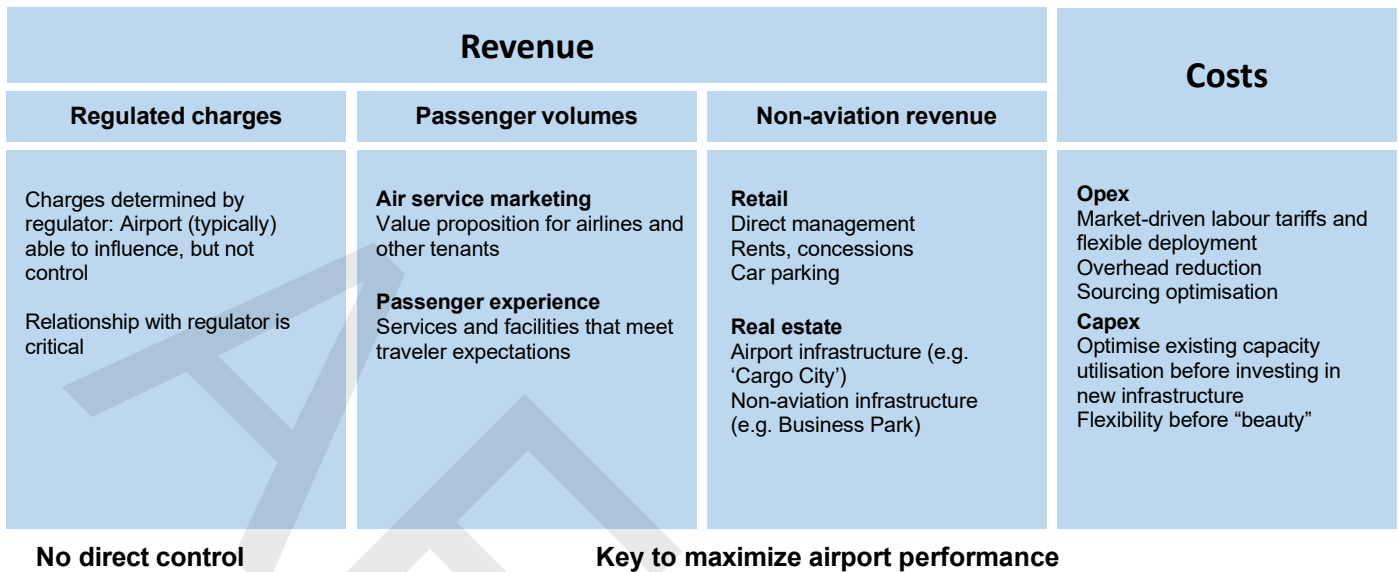 Revenue
Costs
Regulated charges
Passenger volumes
Non-aviation revenue
Charges determined by
regulator: Airport (typically)
able to influence, but not
control
Relationship with regulator is
critical
Air service marketing
Value proposition for airlines and
other tenants
Passenger experience
Services and facilities that meet
traveler expectations
Retail
Direct management
Rents, concessions
Car parking
Real estate
Airport infrastructure (e.g.
‘Cargo City’)
Non-aviation infrastructure
(e.g. Business Park)
Opex
Market-driven labour tariffs and
flexible deployment
Overhead reduction
Sourcing optimisation
Capex
Optimise existing capacity
utilisation before investing in
new infrastructure
Flexibility before “beauty”
No direct control
Key to maximize airport performance